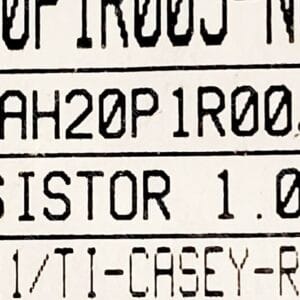 0P1R00J-N
AH20P1R00
SISTOR 1.0
1/TI-CASEY-R